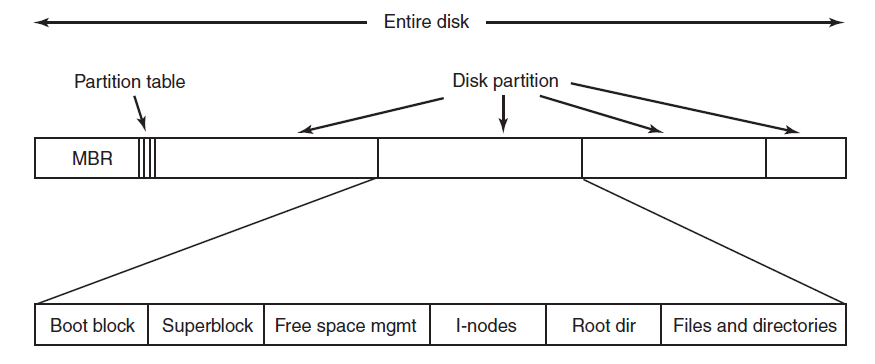 Entire disk
Partition table
Disk partition
MBR
Boot block
Superblock
Free space mgmt
I-nodes
Root dir
Files and directories